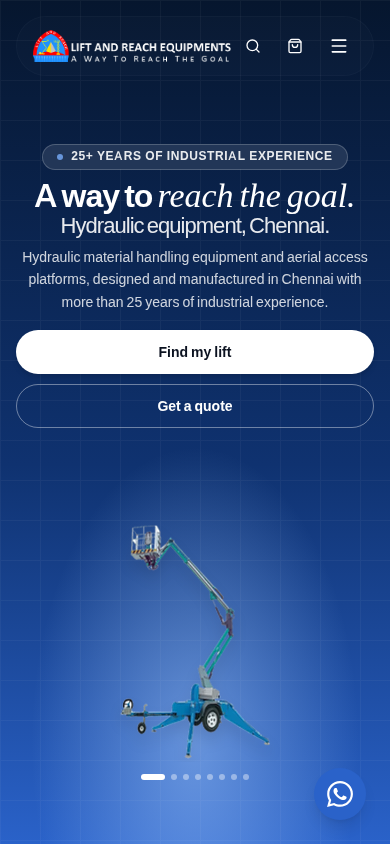 LIFT AND REACH EQUIPMENTS
A Way To Reach The Goal
25+ YEARS OF INDUSTRIAL EXPERIENCE
A way to reach the goal.
Hydraulic equipment, Chennai.
Hydraulic material handling equipment and aerial access
platforms, designed and manufactured in Chennai with
more than 25 years of industrial experience.
Find my lift
Get a quote